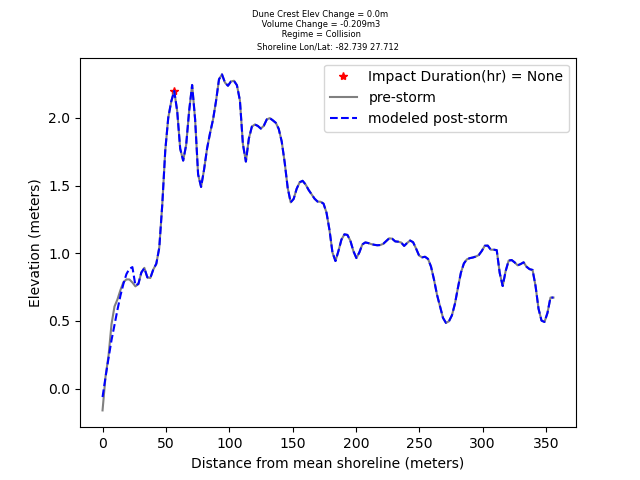 Dune Crest Elev Change = 0.0m
Volume Change = -0.209m3
Regime = Collision
Shoreline Lon/Lat: -82.739 27.712
Impact Duration(hr) = None
pre-storm
modeled post-storm
Elevation (meters)
2.0
1.5
1.0
0.5
0.0
0 50 100 150 200 250 300 350
Distance from mean shoreline (meters)